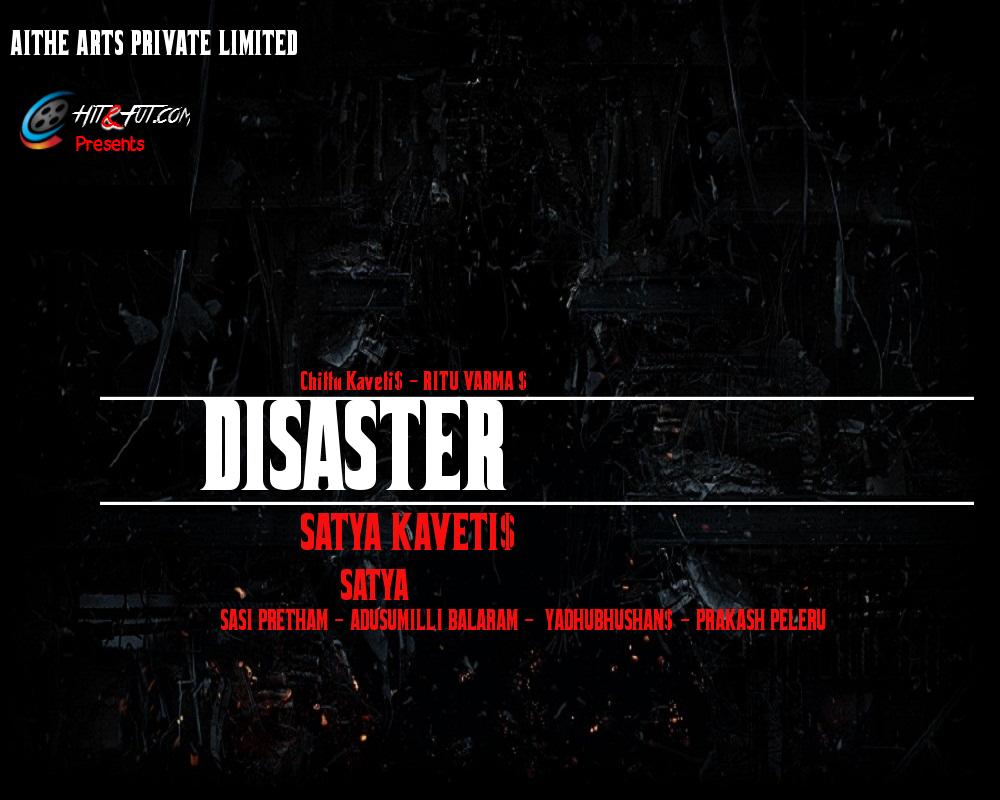 AITHE ARTS PRIVATE LIMITED
HIT&FUT.COM
Presents
Chittu Kaveti$ - RITU VARMA $
DISASTER
SATYA KAVETI$
SATYA
SASI PRETHAM - ADUSUMILLI BALARAM - YADHUBHUSHAN$ - PRAKASH PELERU